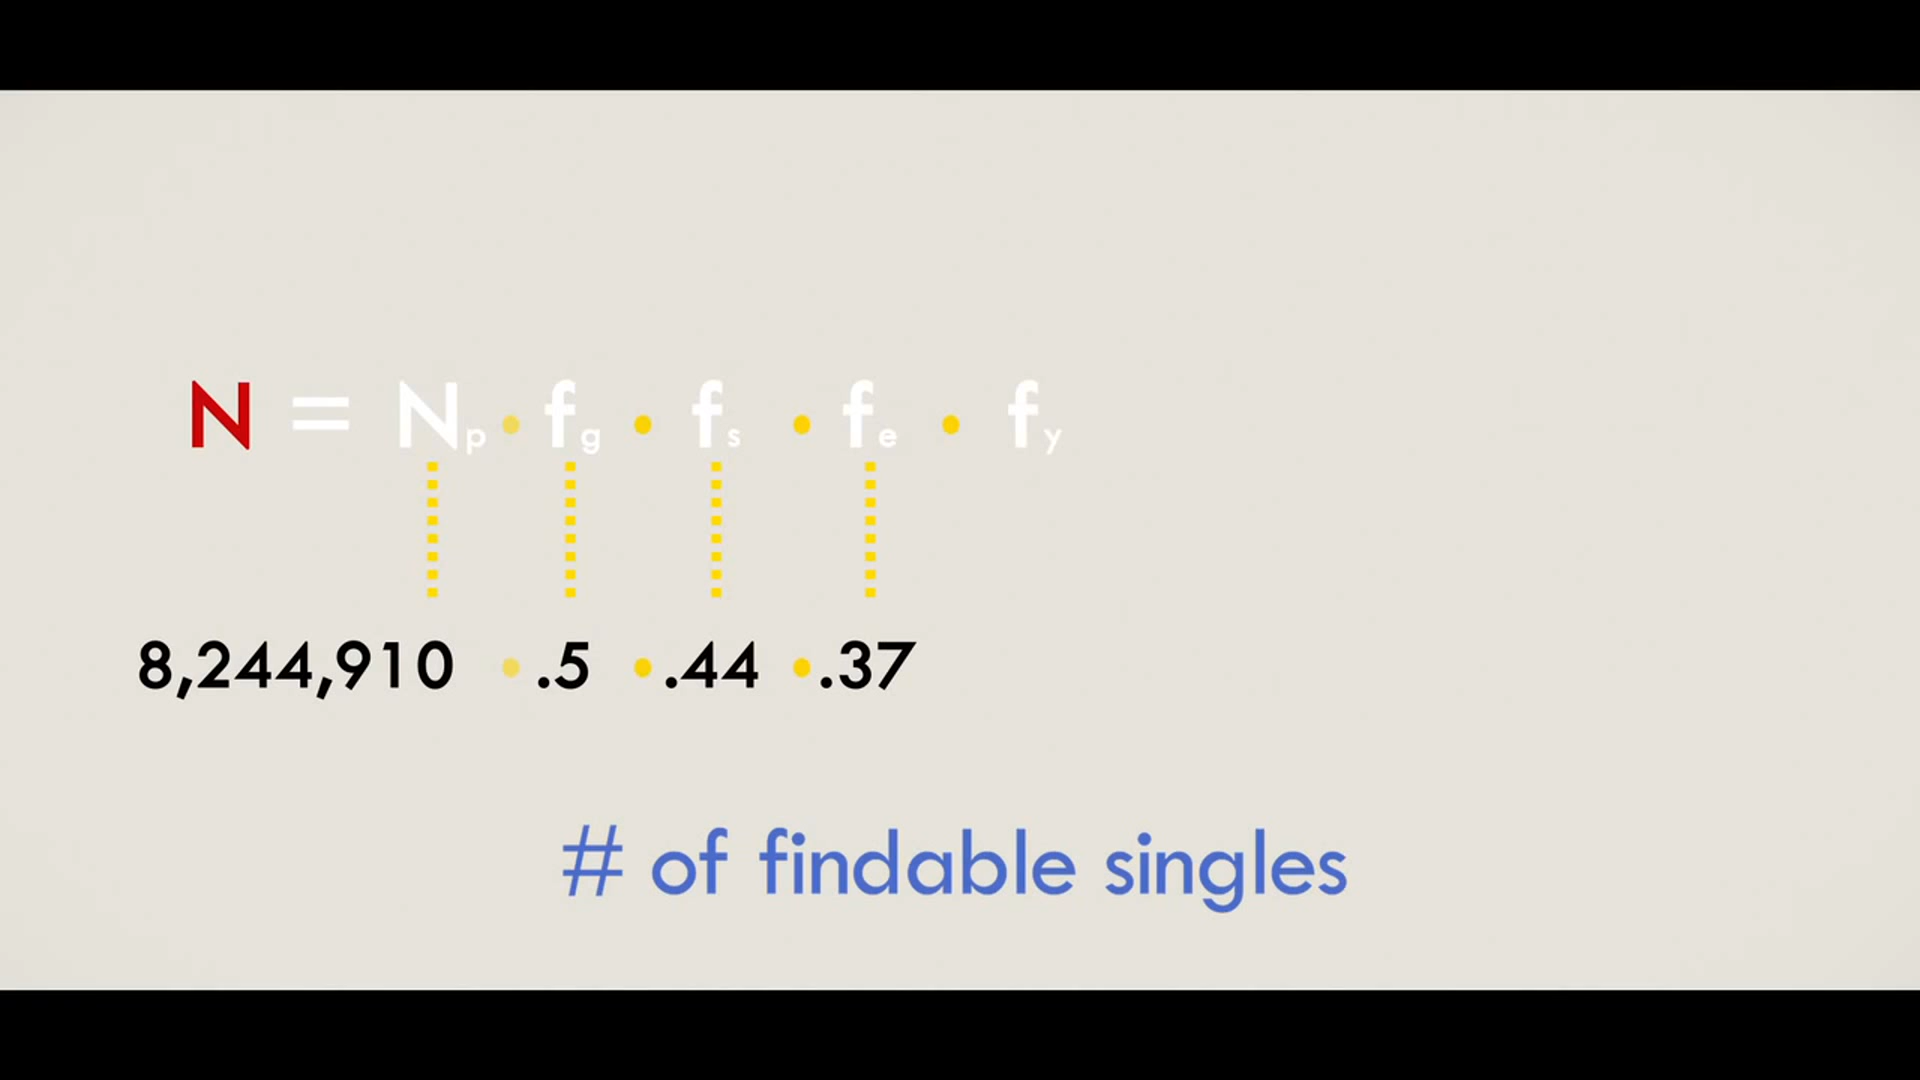 N = Np • fg • fs • fe • fy
8,244,910 • .5 • .44 • .37
# of findable singles